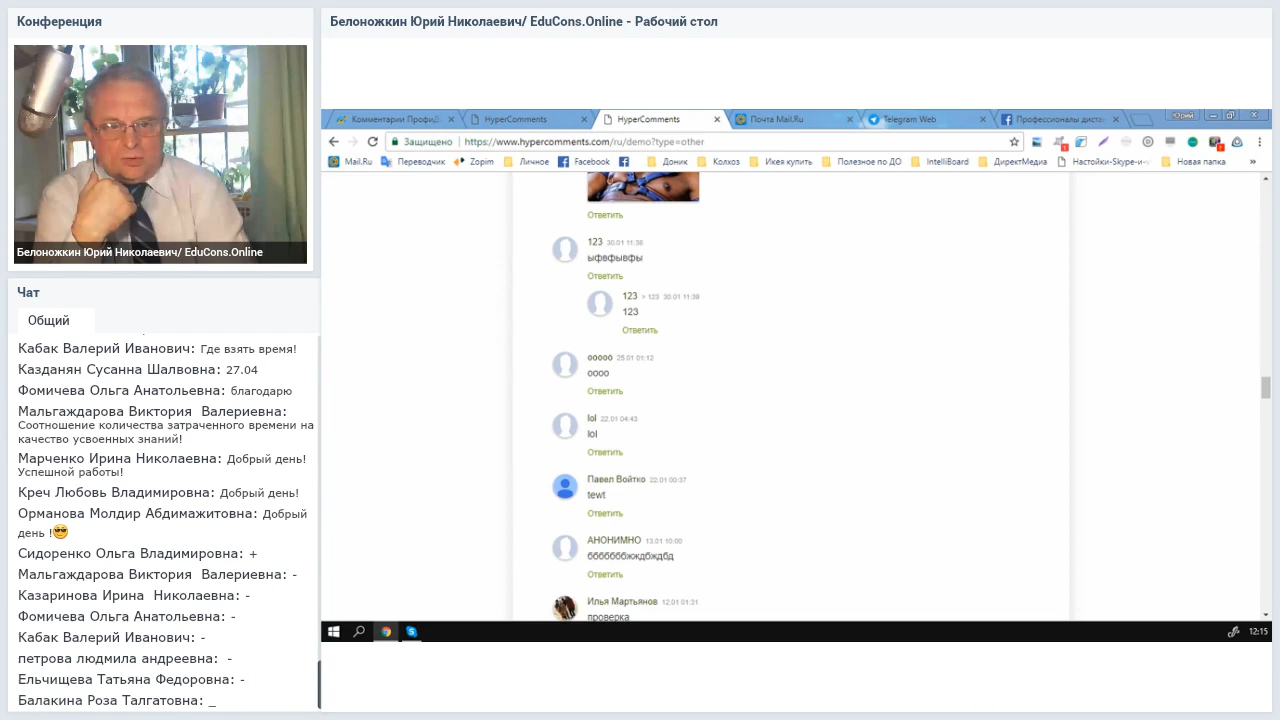 Конференция
Белоножкин Юрий Николаевич/ EduCons.Online
Чат
Общий
Кабак Валерий Иванович: Где взять время!
Казданян Сусанна Шалвовна: 27.04
Фомичева Ольга Анатольевна: благодарю
Мальгаждарова Виктория Валериевна:
Соотношение количества затраченного времени на
качество усвоенных знаний!
Марченко Ирина Николаевна: Добрый день!
Успешной работы!
Креч Любовь Владимировна: Добрый день!
Орманова Молдир Абдимажитовна: Добрый
день !
Сидоренко Ольга Владимировна: +
Мальгаждарова Виктория Валериевна: -
Казаринова Ирина Николаевна: -
Фомичева Ольга Анатольевна: -
Кабак Валерий Иванович: -
петрова людмила андреевна: -
Ельчищева Татьяна Федоровна: -
Балакина Роза Талгатовна: _
Белоножкин Юрий Николаевич/ EduCons.Online - Рабочий стол
Комментарии ПрофиД
HyperComments
HyperComments
Почта Mail.Ru
Telegram Web
Профессионалы диста
Юрий
Защищено
https://www.hypercomments.com/ru/demo?type=other
Mail.Ru
Переводчик
Zopim
Личное
Facebook
Доник
Колхоз
Икея купить
Полезное по ДО
IntelliBoard
ДиректМедиа
Настойки-Skype-и-
Новая папка
»
Ответить
123 30.01 11:38
ыфвфывфы
Ответить
123 > 123 30.01 11:39
123
Ответить
ооооо 25.01 01:12
оооо
Ответить
lol 22.01 04:43
lol
Ответить
Павел Войтко 22.01 00:37
tewt
Ответить
АНОНИМНО 13.01 10:00
бббббббжждбждбд
Ответить
Илья Мартьянов 12.01 01:31
проверка
12:15